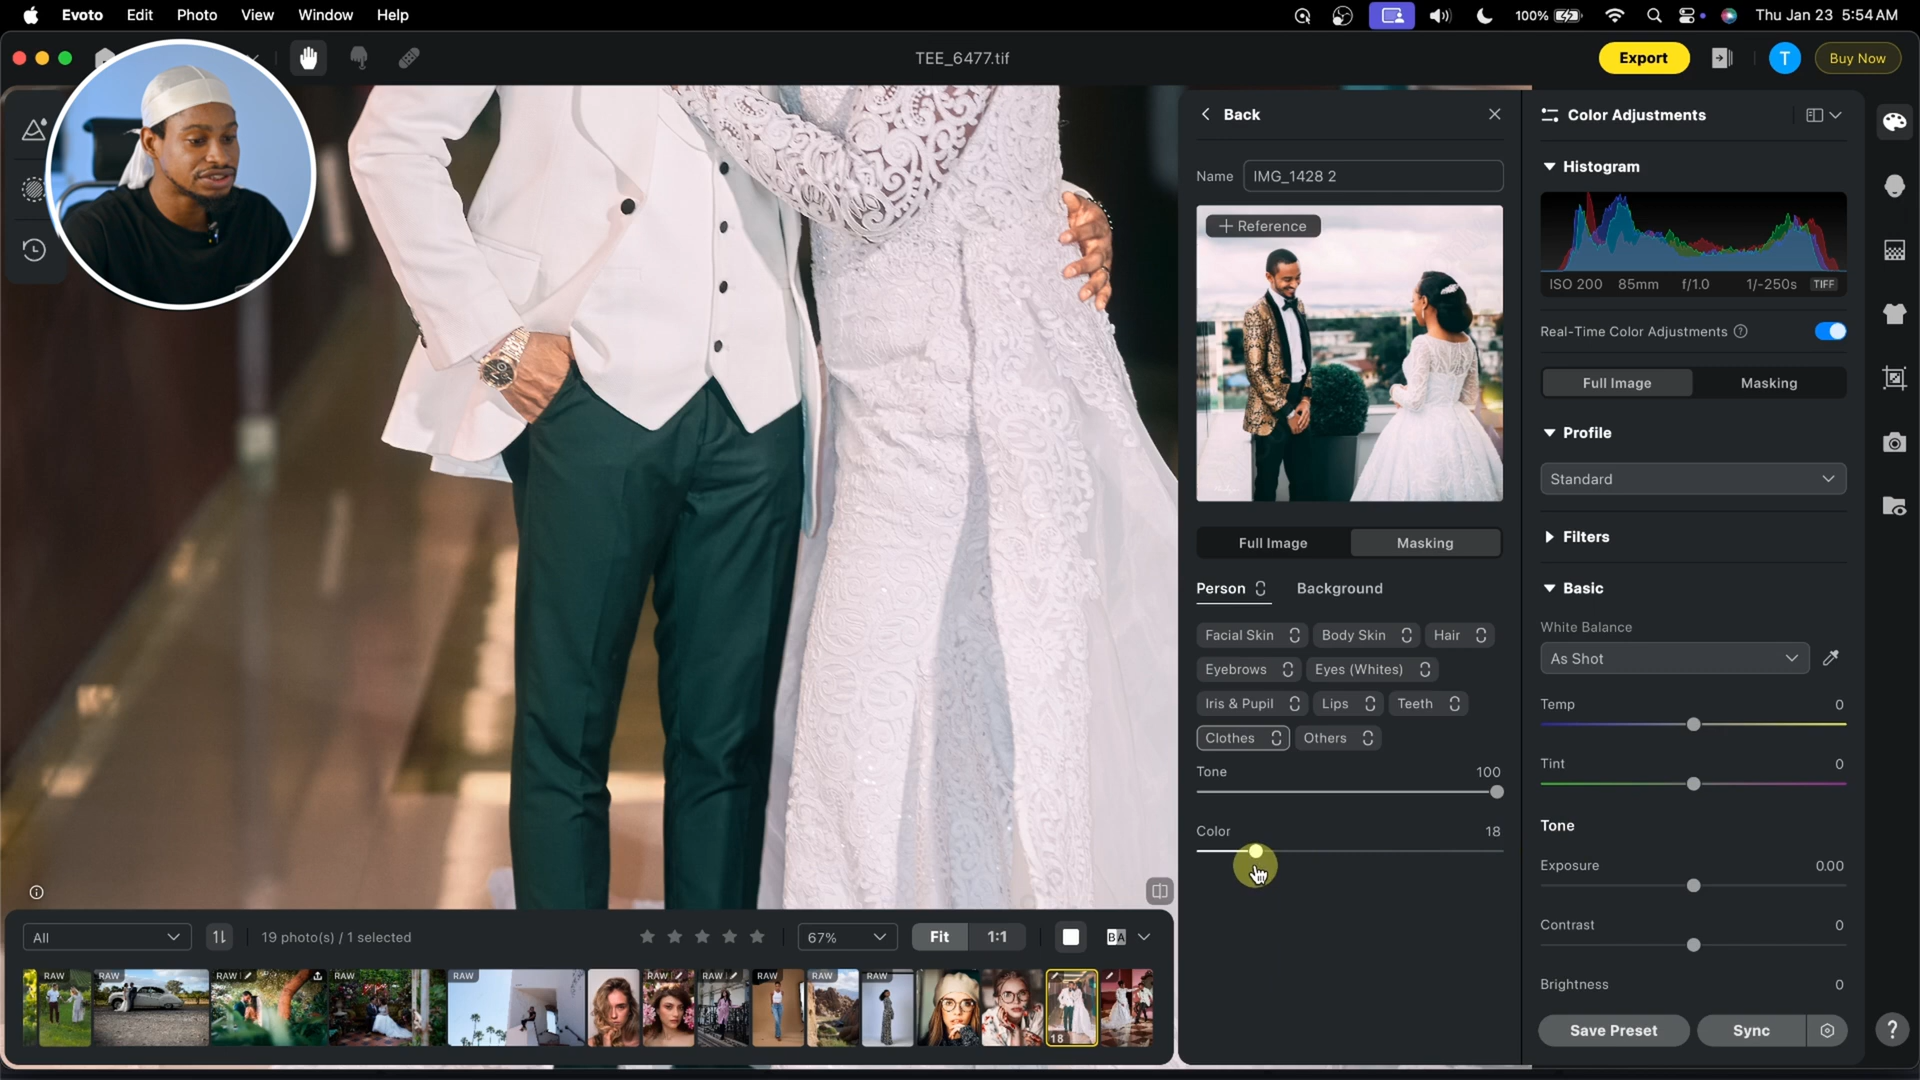 Evoto Edit Photo View Window Help 100% Thu Jan 23 5:54 AM
TEE_6477.tif
Export T Buy Now
Back
Name IMG_1428 2
+ Reference
Full Image Masking
Person Background
Facial Skin Body Skin Hair
Eyebrows Eyes (Whites)
Iris & Pupil Lips Teeth
Clothes Others
Tone 100
Color 18
Color Adjustments
Histogram
ISO 200 85mm f/1.0 1/-250s TIFF
Real-Time Color Adjustments ?
Full Image Masking
Profile
Standard
Filters
Basic
White Balance
As Shot
Temp 0
Tint 0
Tone
Exposure 0.00
Contrast 0
Brightness 0
Save Preset Sync ?
All 19 photo(s) / 1 selected 67% Fit 1:1 BA
RAW RAW RAW RAW RAW RAW RAW RAW RAW RAW
18